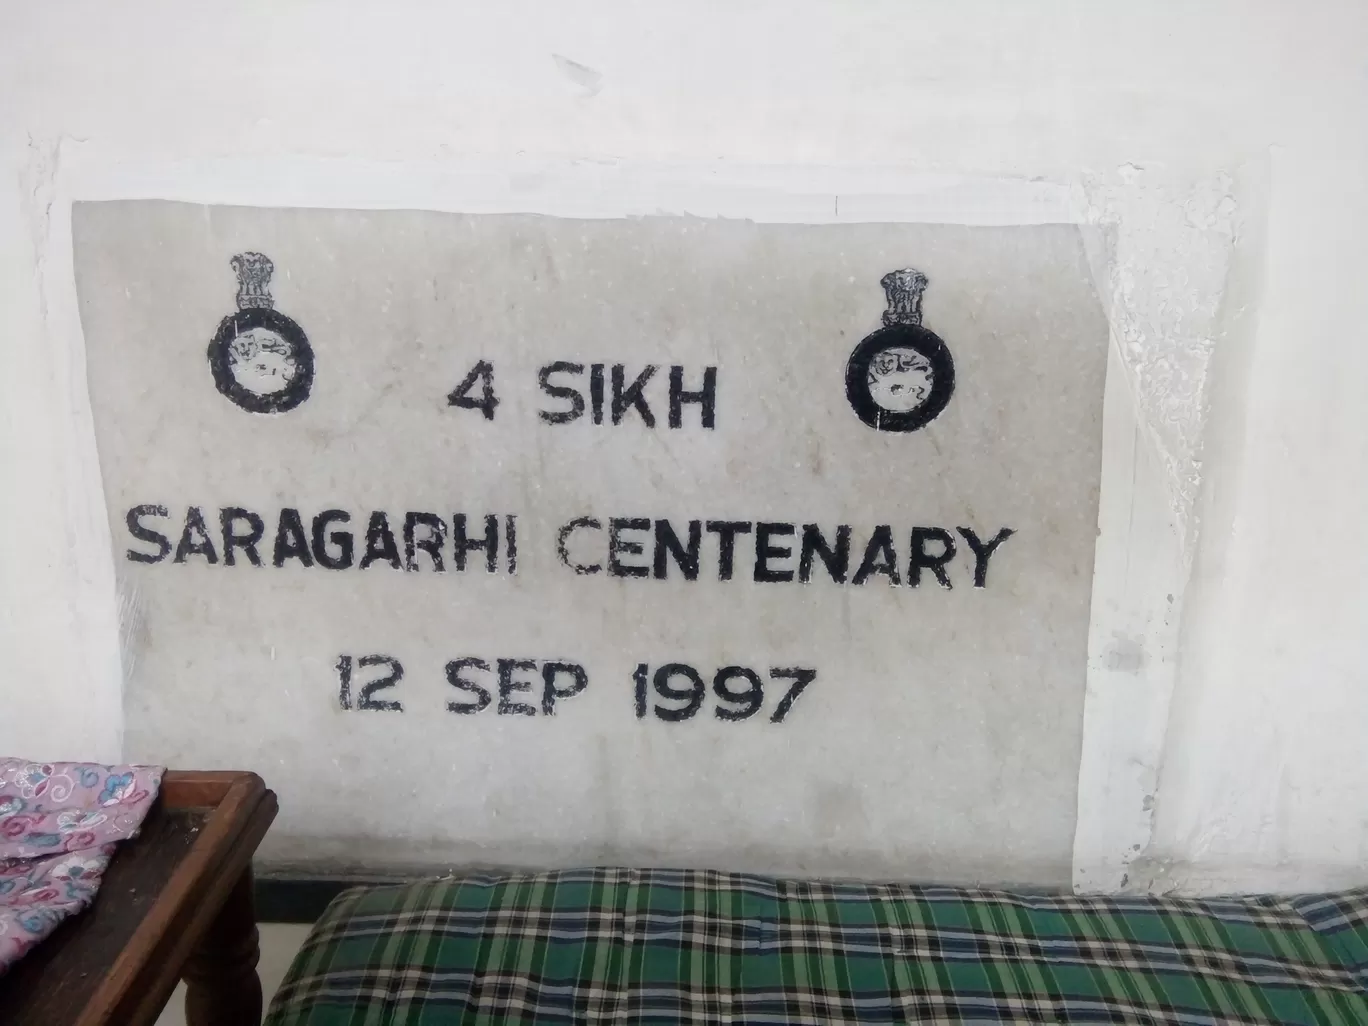 4 SIKH
SARAGARHI CENTENARY
12 SEP 1997